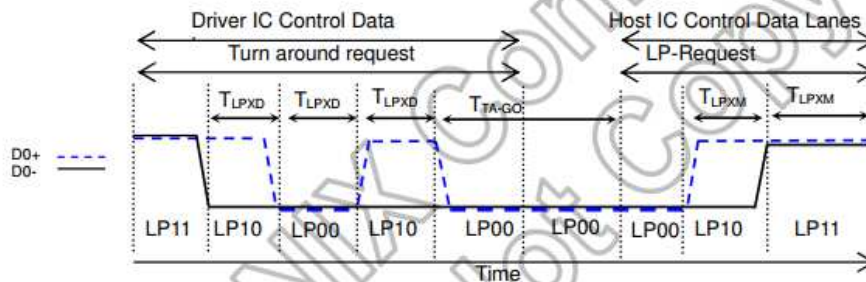 Driver IC Control Data Host IC Control Data Lanes
Turn around request LP-Request
TLPXD TLPXD TLPXD TTA-GO TLPXM TLPXM
D0+
D0-
LP11 LP10 LP00 LP10 LP00 LP00 LP00 LP10 LP11
Time